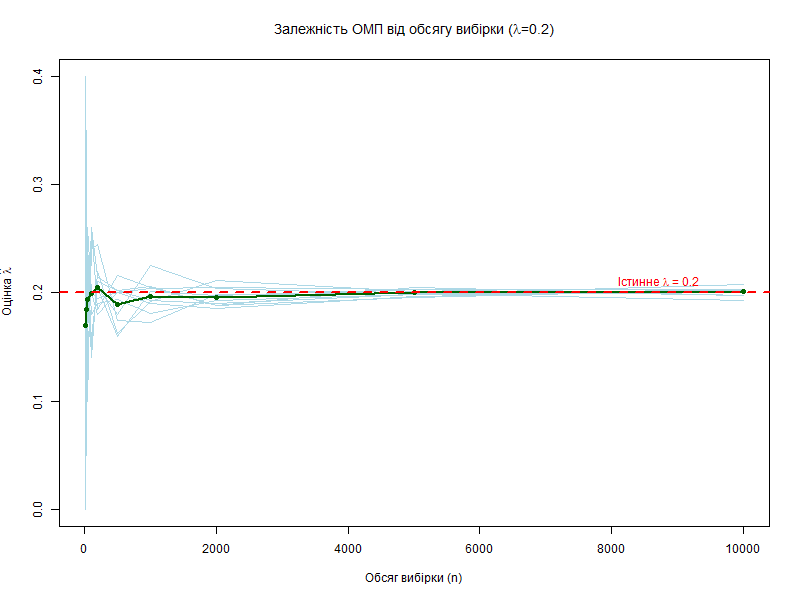 Залежність ОМП від обсягу вибірки (λ=0.2)
Оцінка λ̂
0.4
0.3
0.2
0.1
0.0
Істинне λ = 0.2
0
2000
4000
6000
8000
10000
Обсяг вибірки (n)